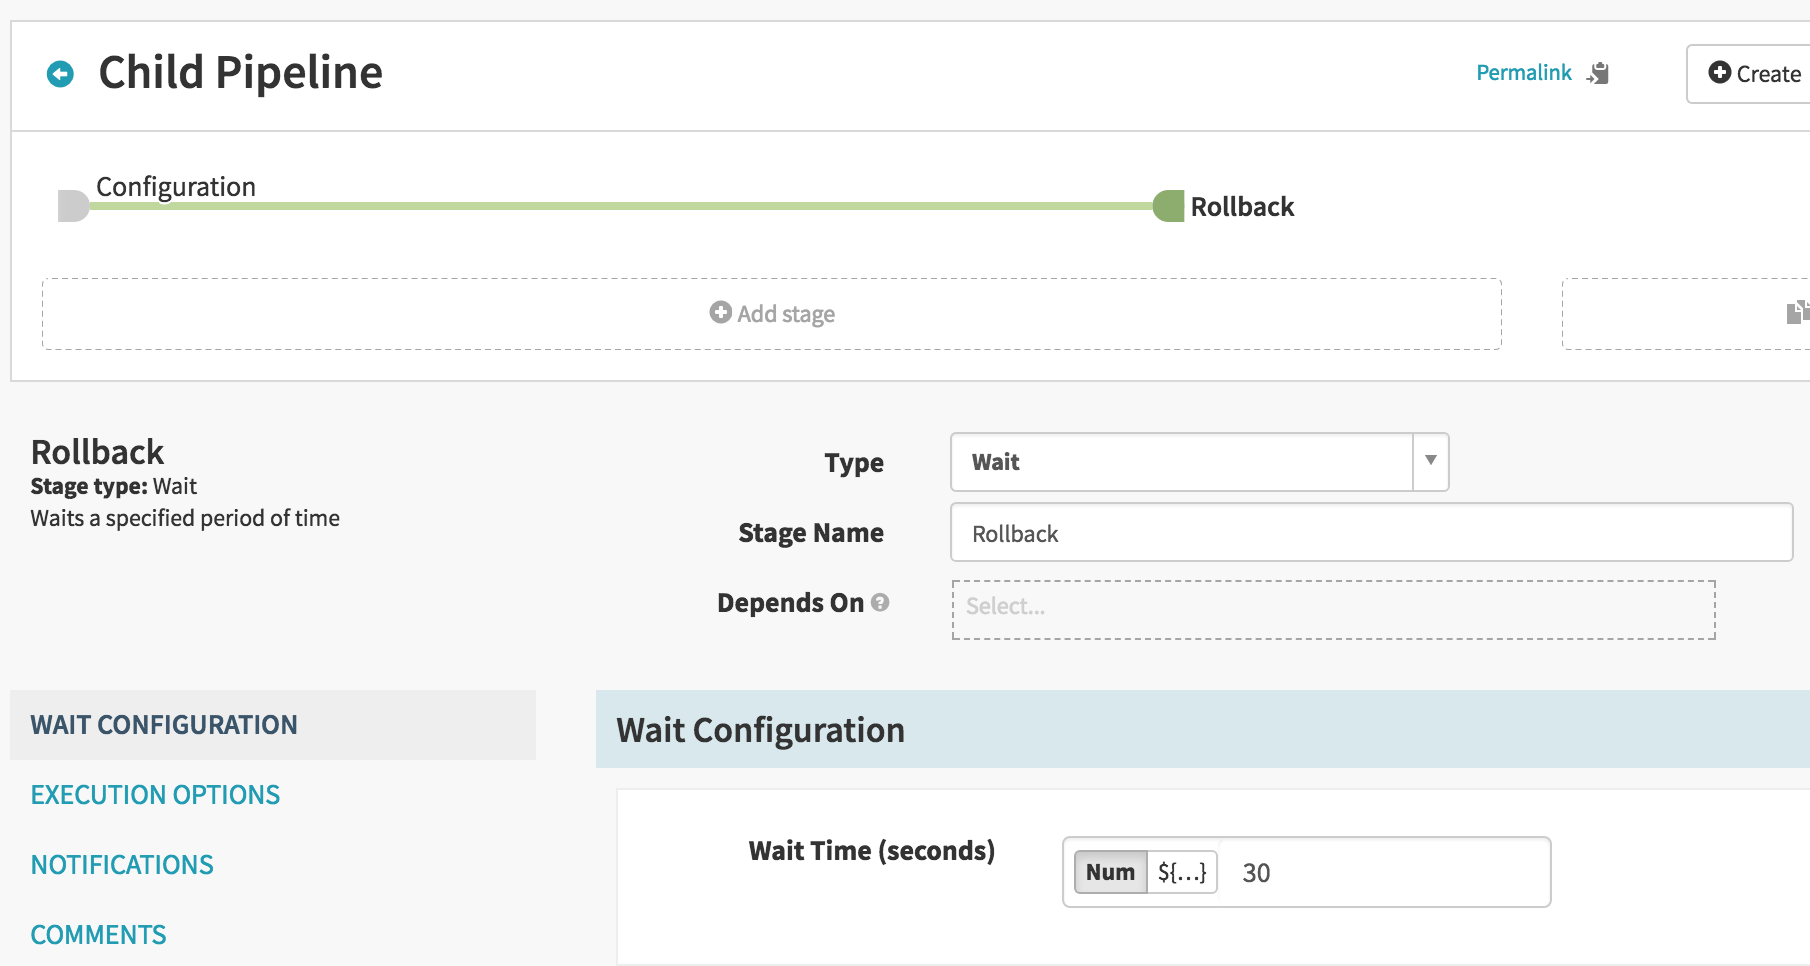 Child Pipeline
Permalink
Create
Configuration
Rollback
Add stage
Rollback
Stage type: Wait
Waits a specified period of time
Type
Wait
Stage Name
Rollback
Depends On
Select...
WAIT CONFIGURATION
EXECUTION OPTIONS
NOTIFICATIONS
COMMENTS
Wait Configuration
Wait Time (seconds)
Num ${...} 30